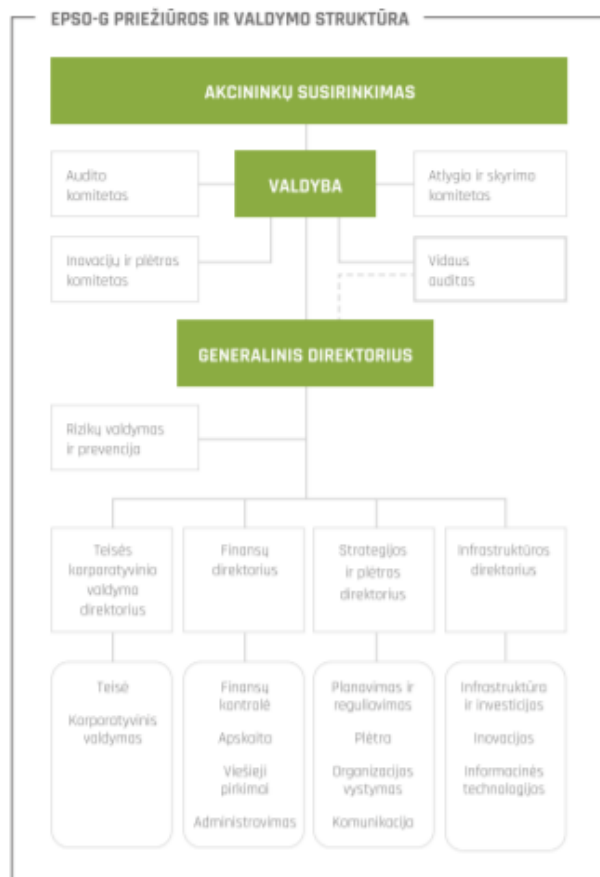 EPSO-G PRIEŽIŪROS IR VALDYMO STRUKTŪRA
AKCININKŲ SUSIRINKIMAS
Audito
komitetas
VALDYBA
Atlygio ir skyrimo
komitetas
Inovacijų ir plėtros
komitetas
Vidaus
auditas
GENERALINIS DIREKTORIUS
Rizikų valdymas
ir prevencija
Teisės
korporatyvinio
valdymo
direktorius
Finansų
direktorius
Strategijos
ir plėtros
direktorius
Infrastruktūros
direktorius
Teisė
Korporatyvinis
valdymas
Finansų
kontrolė
Apskaita
Viešieji
pirkimai
Administravimas
Planavimas ir
reguliavimas
Plėtra
Organizacijos
vystymas
Komunikacija
Infrastruktūra
ir investicijos
Inovacijos
Informacinės
technologijos